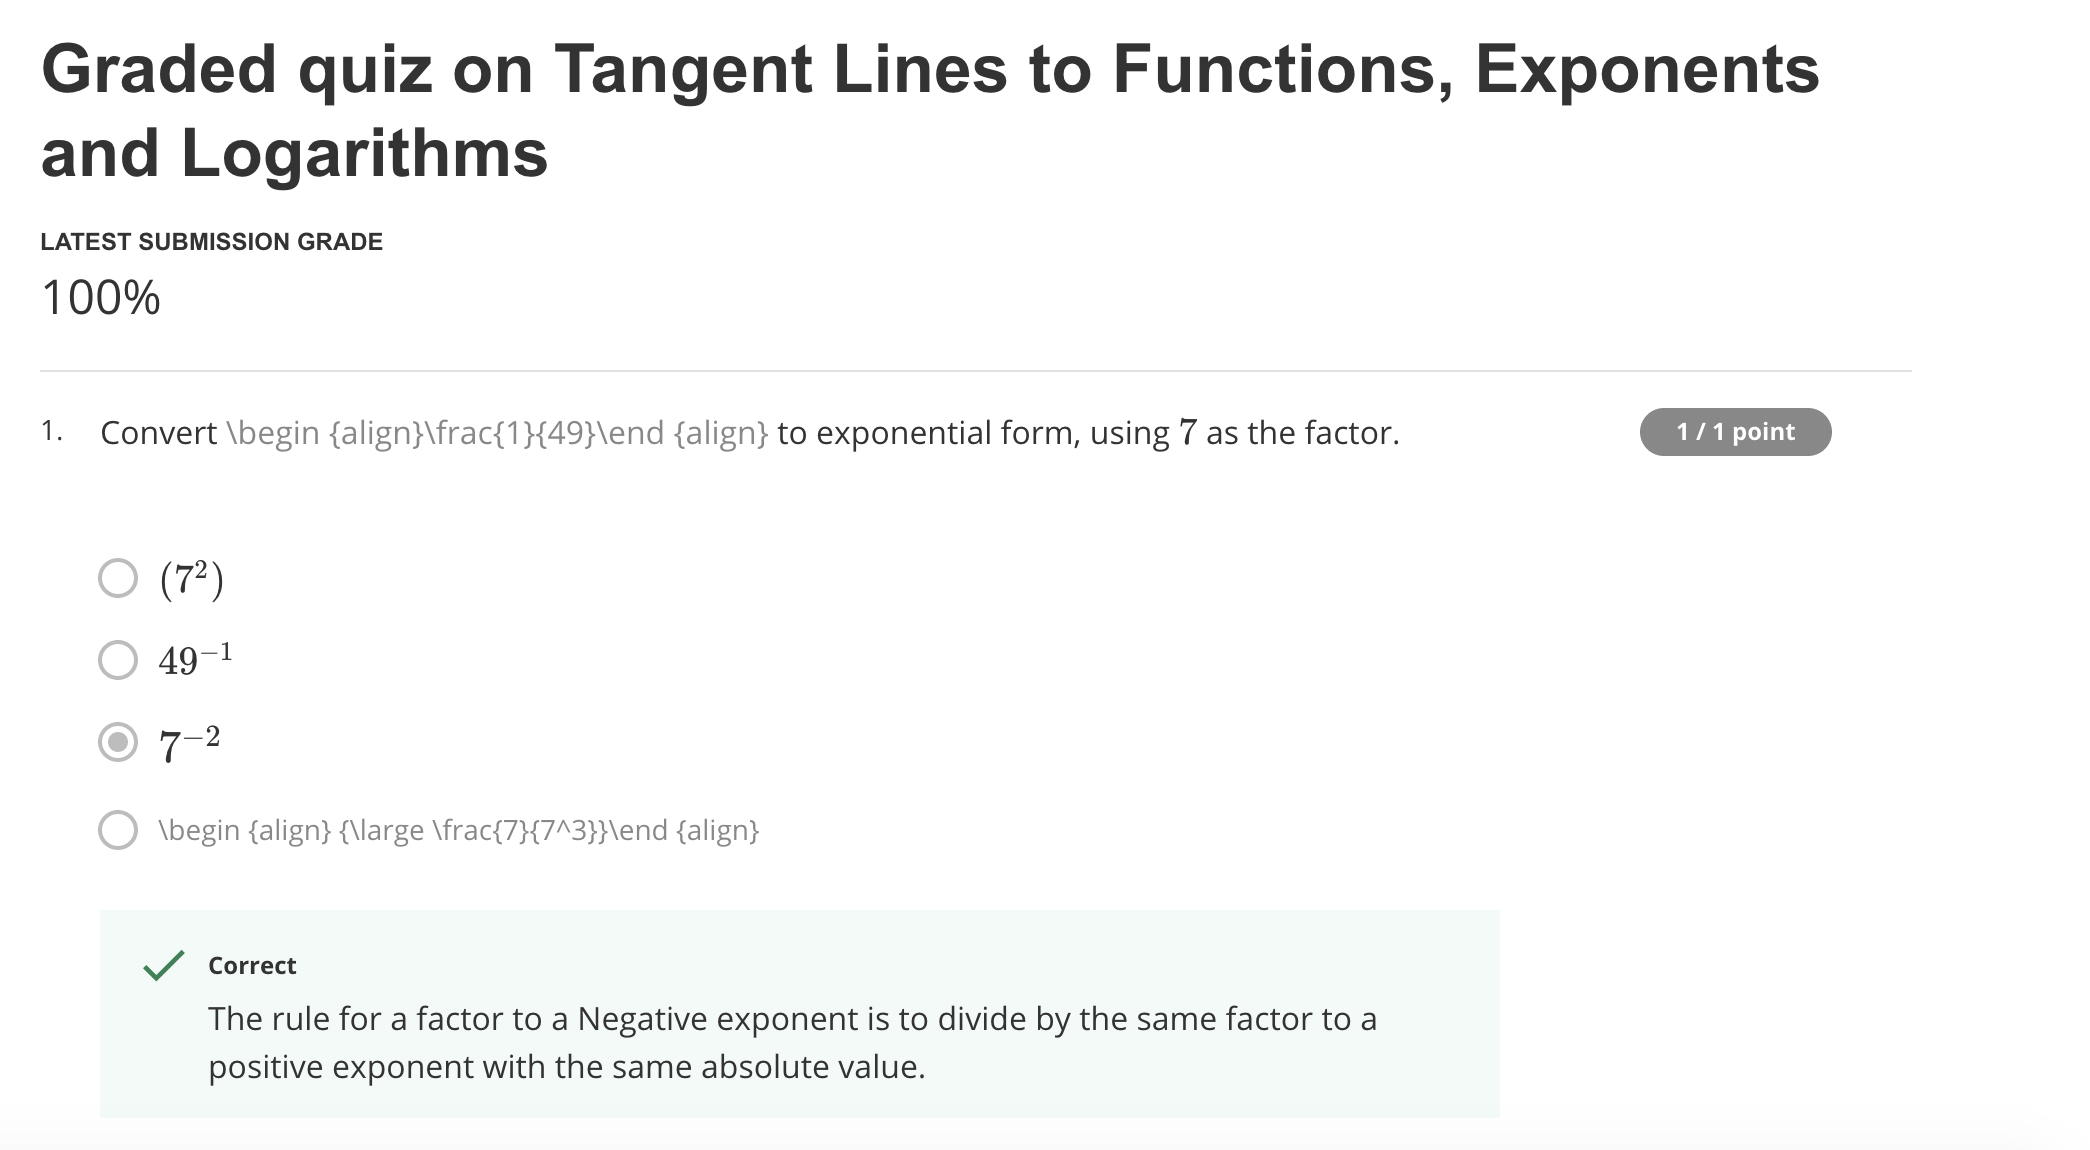 Graded quiz on Tangent Lines to Functions, Exponents
and Logarithms
LATEST SUBMISSION GRADE
100%
1. Convert \begin {align}\frac{1}{49}\end {align} to exponential form, using 7 as the factor. 1 / 1 point
(7²)
49⁻¹
7⁻²
\begin {align} {\large \frac{7}{7^3}}\end {align}
Correct
The rule for a factor to a Negative exponent is to divide by the same factor to a
positive exponent with the same absolute value.